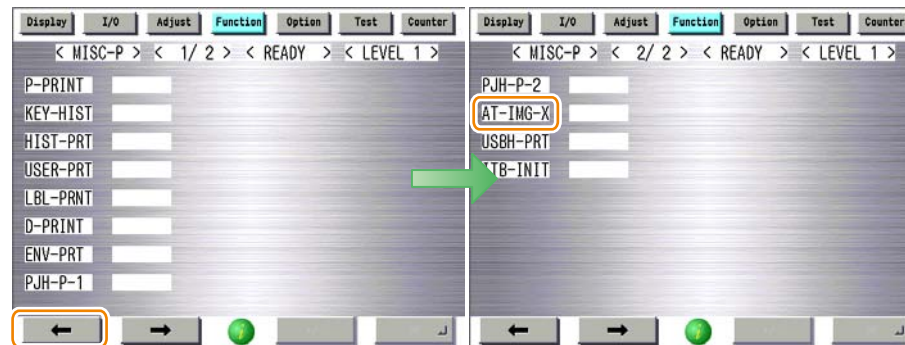 Display I/O Adjust Function Option Test Counter
< MISC-P > < 1/ 2 > < READY > < LEVEL 1 >
P-PRINT
KEY-HIST
HIST-PRT
USER-PRT
LBL-PRNT
D-PRINT
ENV-PRT
PJH-P-1
Display I/O Adjust Function Option Test Counter
< MISC-P > < 2/ 2 > < READY > < LEVEL 1 >
PJH-P-2
AT-IMG-X
USBH-PRT
ITB-INIT